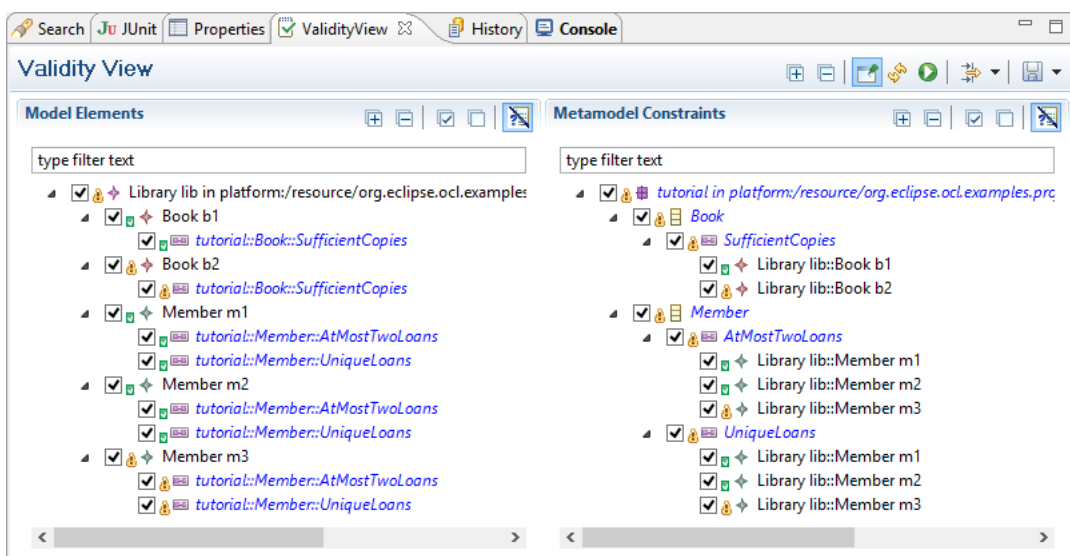 Search JUnit Properties ValidityView History Console
Validity View
Model Elements
type filter text
Library lib in platform:/resource/org.eclipse.ocl.examples
Book b1
tutorial::Book::SufficientCopies
Book b2
tutorial::Book::SufficientCopies
Member m1
tutorial::Member::AtMostTwoLoans
tutorial::Member::UniqueLoans
Member m2
tutorial::Member::AtMostTwoLoans
tutorial::Member::UniqueLoans
Member m3
tutorial::Member::AtMostTwoLoans
tutorial::Member::UniqueLoans
Metamodel Constraints
type filter text
tutorial in platform:/resource/org.eclipse.ocl.examples.prc
Book
SufficientCopies
Library lib::Book b1
Library lib::Book b2
Member
AtMostTwoLoans
Library lib::Member m1
Library lib::Member m2
Library lib::Member m3
UniqueLoans
Library lib::Member m1
Library lib::Member m2
Library lib::Member m3